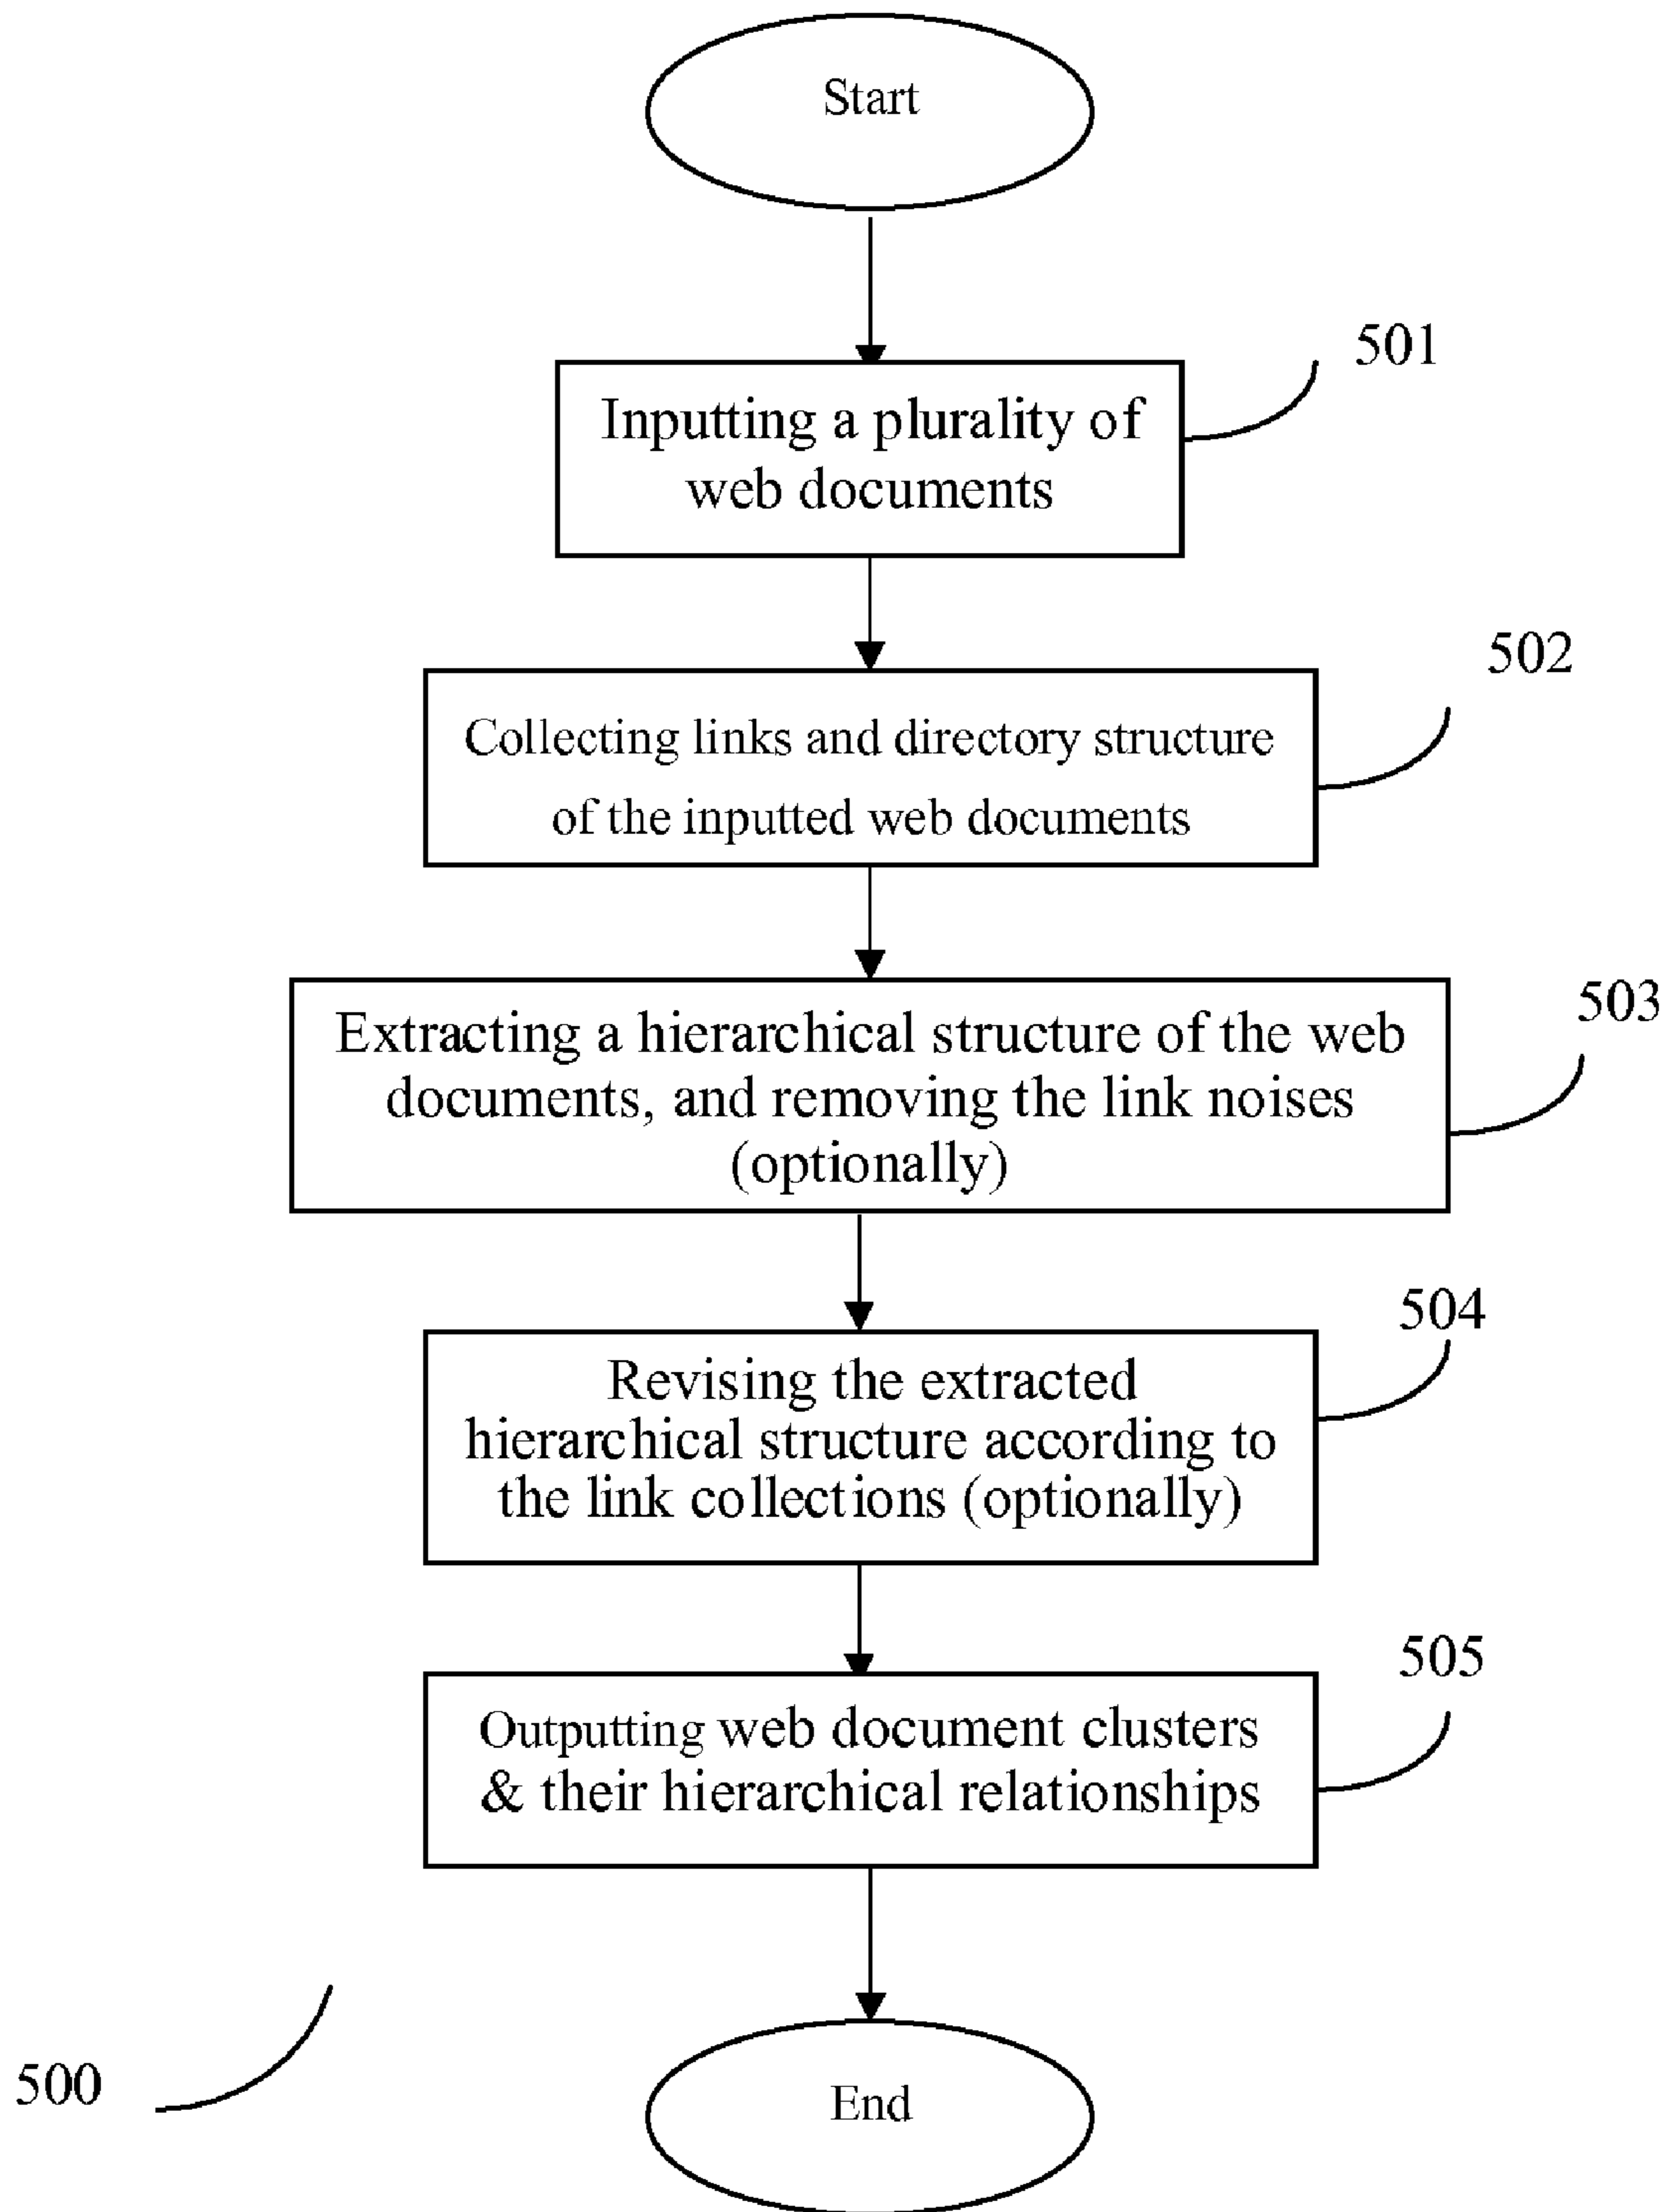 Start
501
Inputting a plurality of
web documents
502
Collecting links and directory structure
of the inputted web documents
503
Extracting a hierarchical structure of the web
documents, and removing the link noises
(optionally)
504
Revising the extracted
hierarchical structure according to
the link collections (optionally)
505
Outputting web document clusters
& their hierarchical relationships
500
End